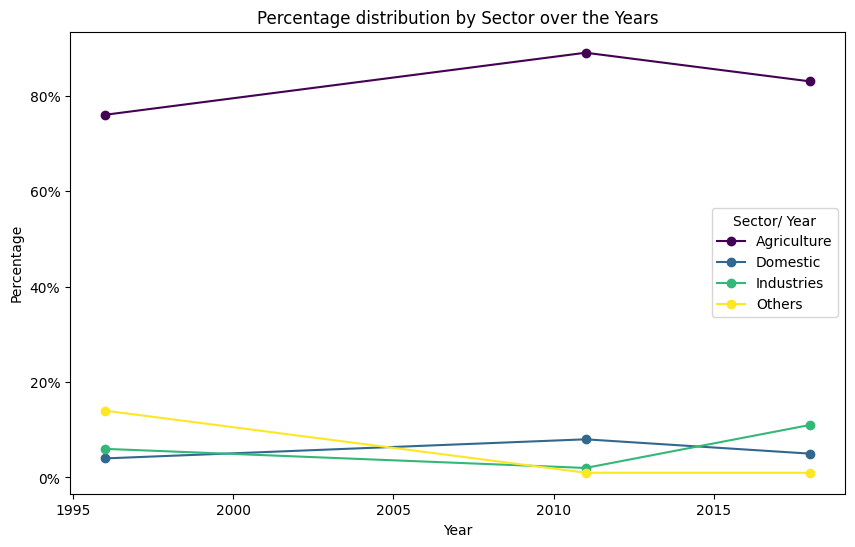 Percentage distribution by Sector over the Years
80%
60%
40%
20%
0%
Percentage
Sector/ Year
Agriculture
Domestic
Industries
Others
1995 2000 2005 2010 2015
Year